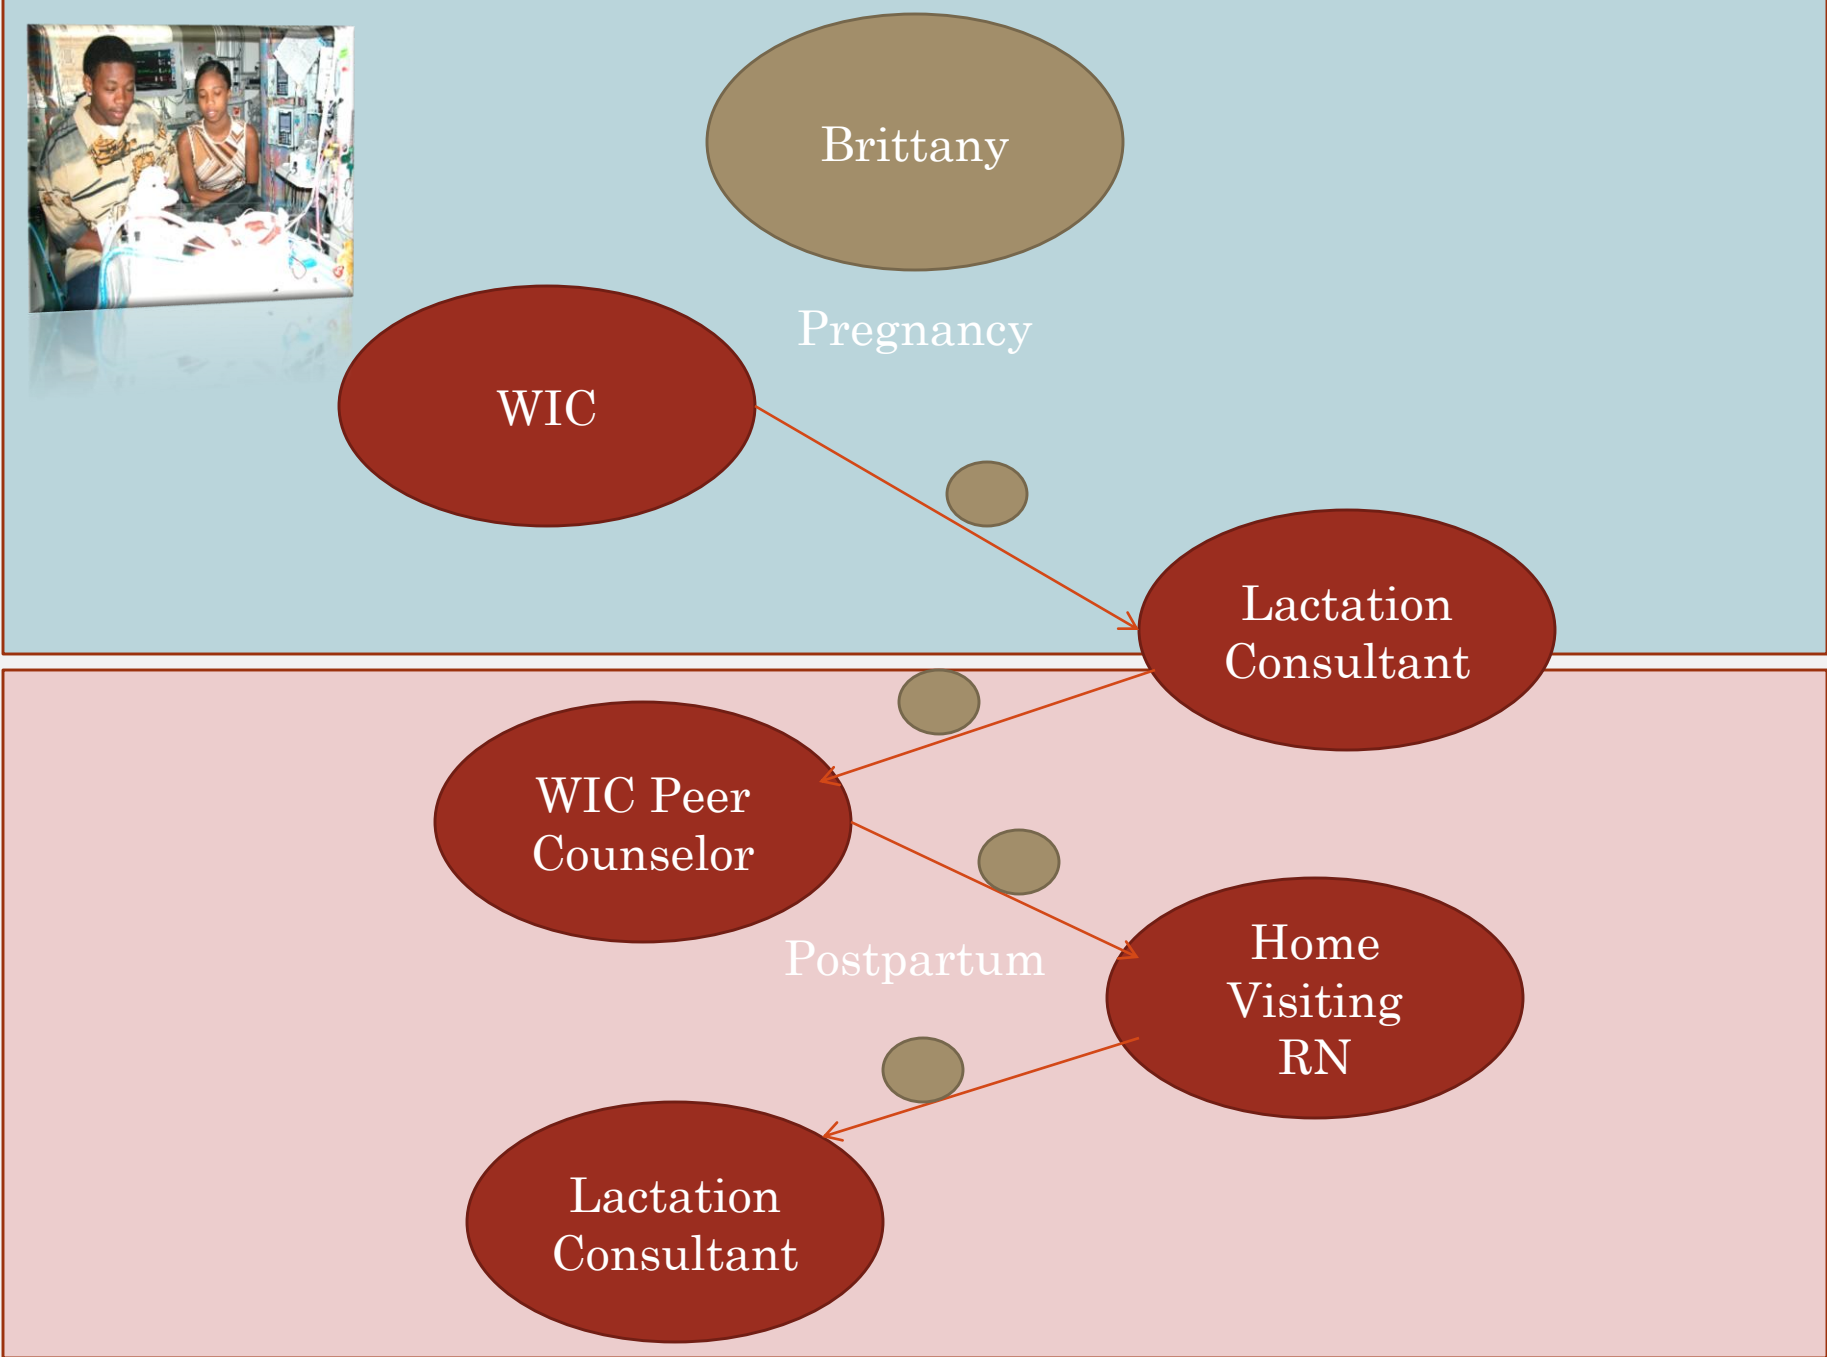 Brittany
Pregnancy
WIC
Lactation
Consultant
WIC Peer
Counselor
Home
Visiting
RN
Postpartum
Lactation
Consultant